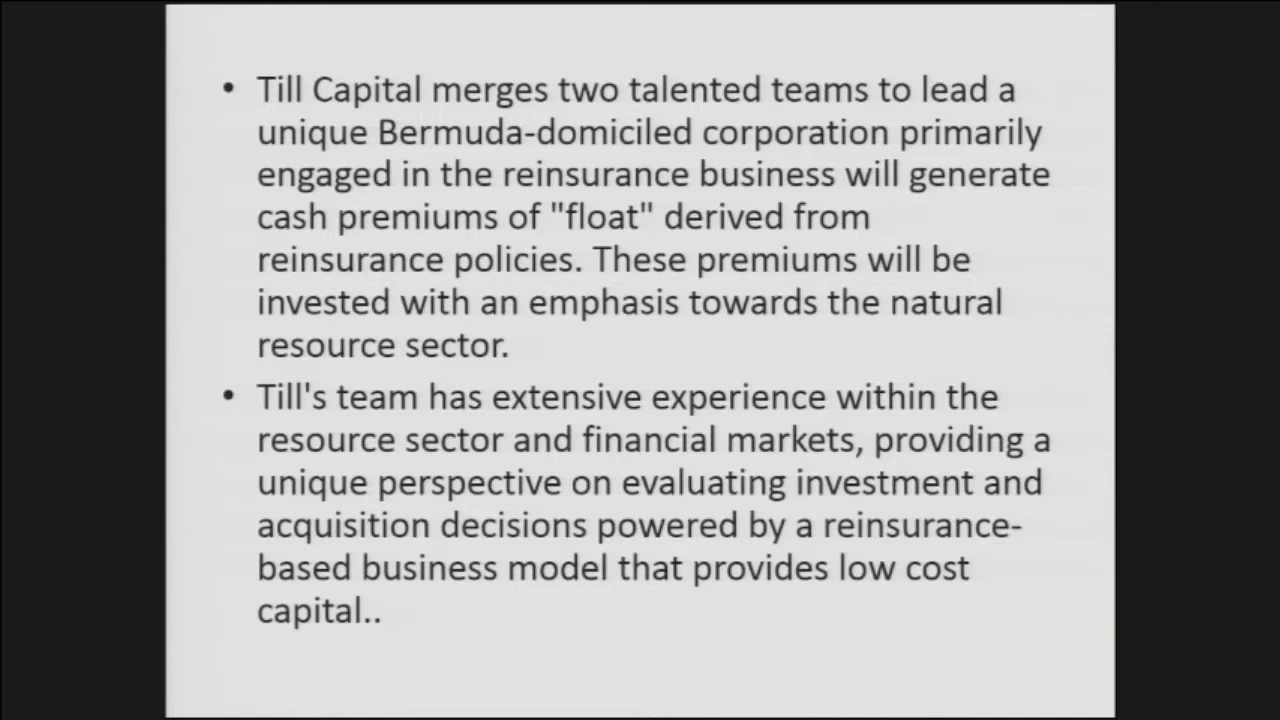 • Till Capital merges two talented teams to lead a
unique Bermuda-domiciled corporation primarily
engaged in the reinsurance business will generate
cash premiums of "float" derived from
reinsurance policies. These premiums will be
invested with an emphasis towards the natural
resource sector.
• Till's team has extensive experience within the
resource sector and financial markets, providing a
unique perspective on evaluating investment and
acquisition decisions powered by a reinsurance-
based business model that provides low cost
capital..